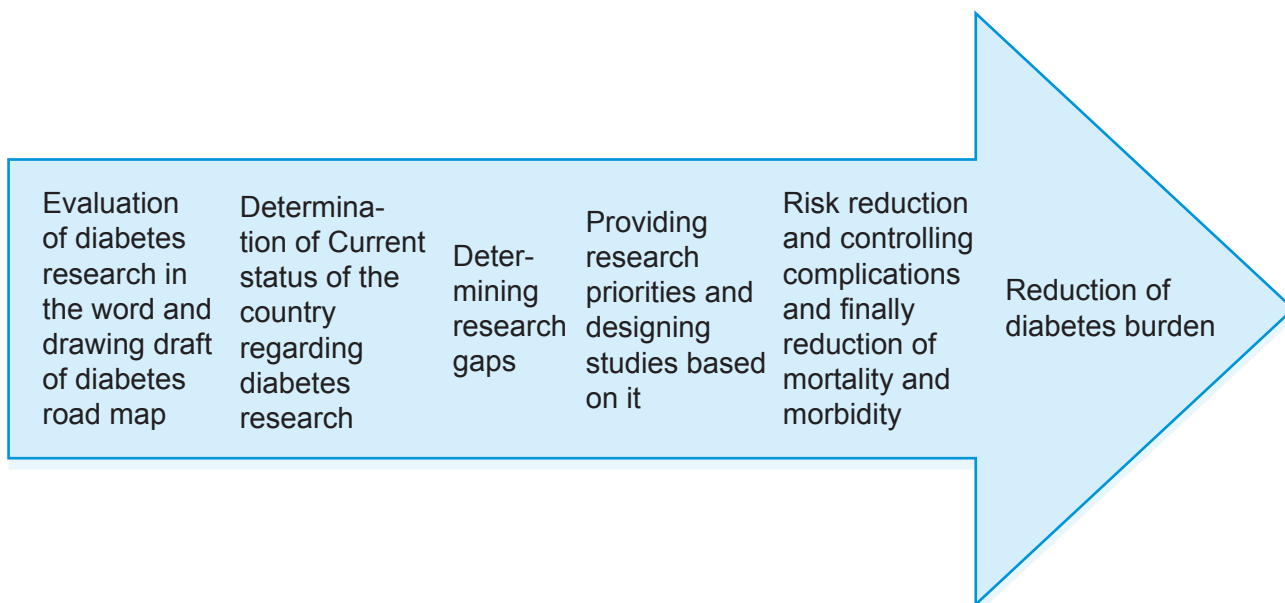 Evaluation
of diabetes
research in
the word and
drawing draft
of diabetes
road map
Determina-
tion of Current
status of the
country
regarding
diabetes
research
Deter-
mining
research
gaps
Providing
research
priorities and
designing
studies based
on it
Risk reduction
and controlling
complications
and finally
reduction of
mortality and
morbidity
Reduction of
diabetes burden